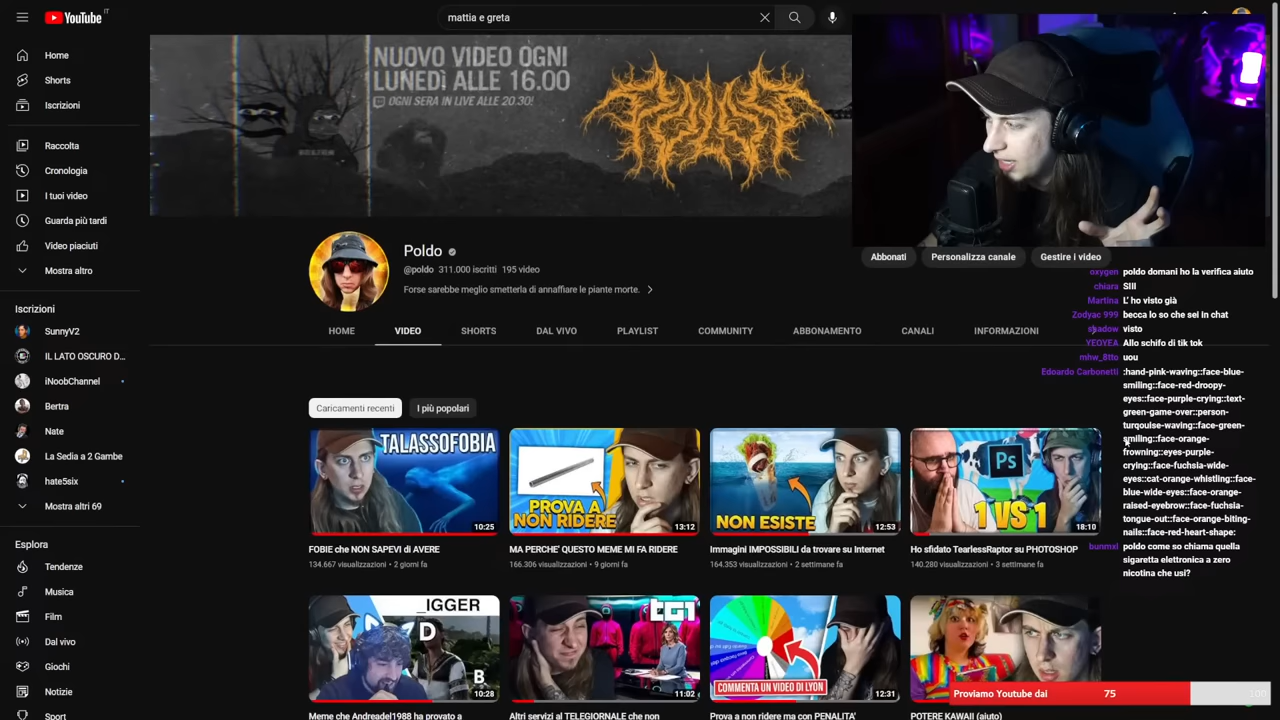 IT
YouTube
mattia e greta
Home
Shorts
Iscrizioni
Raccolta
Cronologia
I tuoi video
Guarda più tardi
Video piaciuti
Mostra altro
Iscrizioni
SunnyV2
IL LATO OSCURO D...
iNoobChannel
Bertra
Nate
La Sedia a 2 Gambe
hate5six
Mostra altri 69
Esplora
Tendenze
Musica
Film
Dal vivo
Giochi
Notizie
Sport
NUOVO VIDEO OGNI
LUNEDÌ ALLE 16.00
OGNI SERA IN LIVE ALLE 20:30!
Poldo
@poldo 311.000 iscritti 195 video
Forse sarebbe meglio smetterla di annaffiare le piante morte.
Abbonati
Personalizza canale
Gestire i video
HOME
VIDEO
SHORTS
DAL VIVO
PLAYLIST
COMMUNITY
ABBONAMENTO
CANALI
INFORMAZIONI
Caricamenti recenti
I più popolari
TALASSOFOBIA
10:25
FOBIE che NON SAPEVI di AVERE
134.667 visualizzazioni • 2 giorni fa
PROVA A
NON RIDERE
13:12
MA PERCHE' QUESTO MEME MI FA RIDERE
166.306 visualizzazioni • 9 giorni fa
NON ESISTE
12:53
Immagini IMPOSSIBILI da trovare su Internet
164.353 visualizzazioni • 2 settimane fa
Ps
1 VS 1
18:10
Ho sfidato TearlessRaptor su PHOTOSHOP
140.280 visualizzazioni • 3 settimane fa
_IGGER
D
B
10:28
Meme che Andreadel1988 ha provato a
tg1
11:02
Altri servizi al TELEGIORNALE che non
COMMENTA UN VIDEO DI LYON
12:31
Prova a non ridere ma con PENALITA'
POTERE KAWAII (aiuto)
oxygen poldo domani ho la verifica aiuto
chiara SIII
Martina L' ho visto già
Zodyac 999 becca lo so che sei in chat
shadow visto
YEOYEA Allo schifo di tik tok
mhw_8tto uou
Edoardo Carbonetti :hand-pink-waving::face-blue-
smiling::face-red-droopy-
eyes::face-purple-crying::text-
green-game-over::person-
turqouise-waving::face-green-
smiling::face-orange-
frowning::eyes-purple-
crying::face-fuchsia-wide-
eyes::cat-orange-whistling::face-
blue-wide-eyes::face-orange-
raised-eyebrow::face-fuchsia-
tongue-out::face-orange-biting-
nails::face-red-heart-shape:
bunmxl poldo come so chiama quella
sigaretta elettronica a zero
nicotina che usi?
Proviamo Youtube dai 75 100